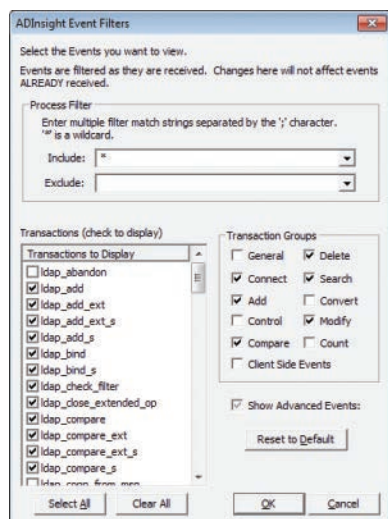 ADInsight Event Filters
Select the Events you want to view.
Events are filtered as they are received. Changes here will not affect events
ALREADY received.
Process Filter
Enter multiple filter match strings separated by the ';' character.
'*' is a wildcard.
Include: *
Exclude:
Transactions (check to display)
Transactions to Display
ldap_abandon
ldap_add
ldap_add_ext
ldap_add_ext_s
ldap_add_s
ldap_bind
ldap_bind_s
ldap_check_filter
ldap_close_extended_op
ldap_compare
ldap_compare_ext
ldap_compare_ext_s
ldap_compare_s
ldap_conn_from_msg
Transaction Groups
General Delete
Connect Search
Add Convert
Control Modify
Compare Count
Client Side Events
Show Advanced Events:
Reset to Default
Select All Clear All OK Cancel